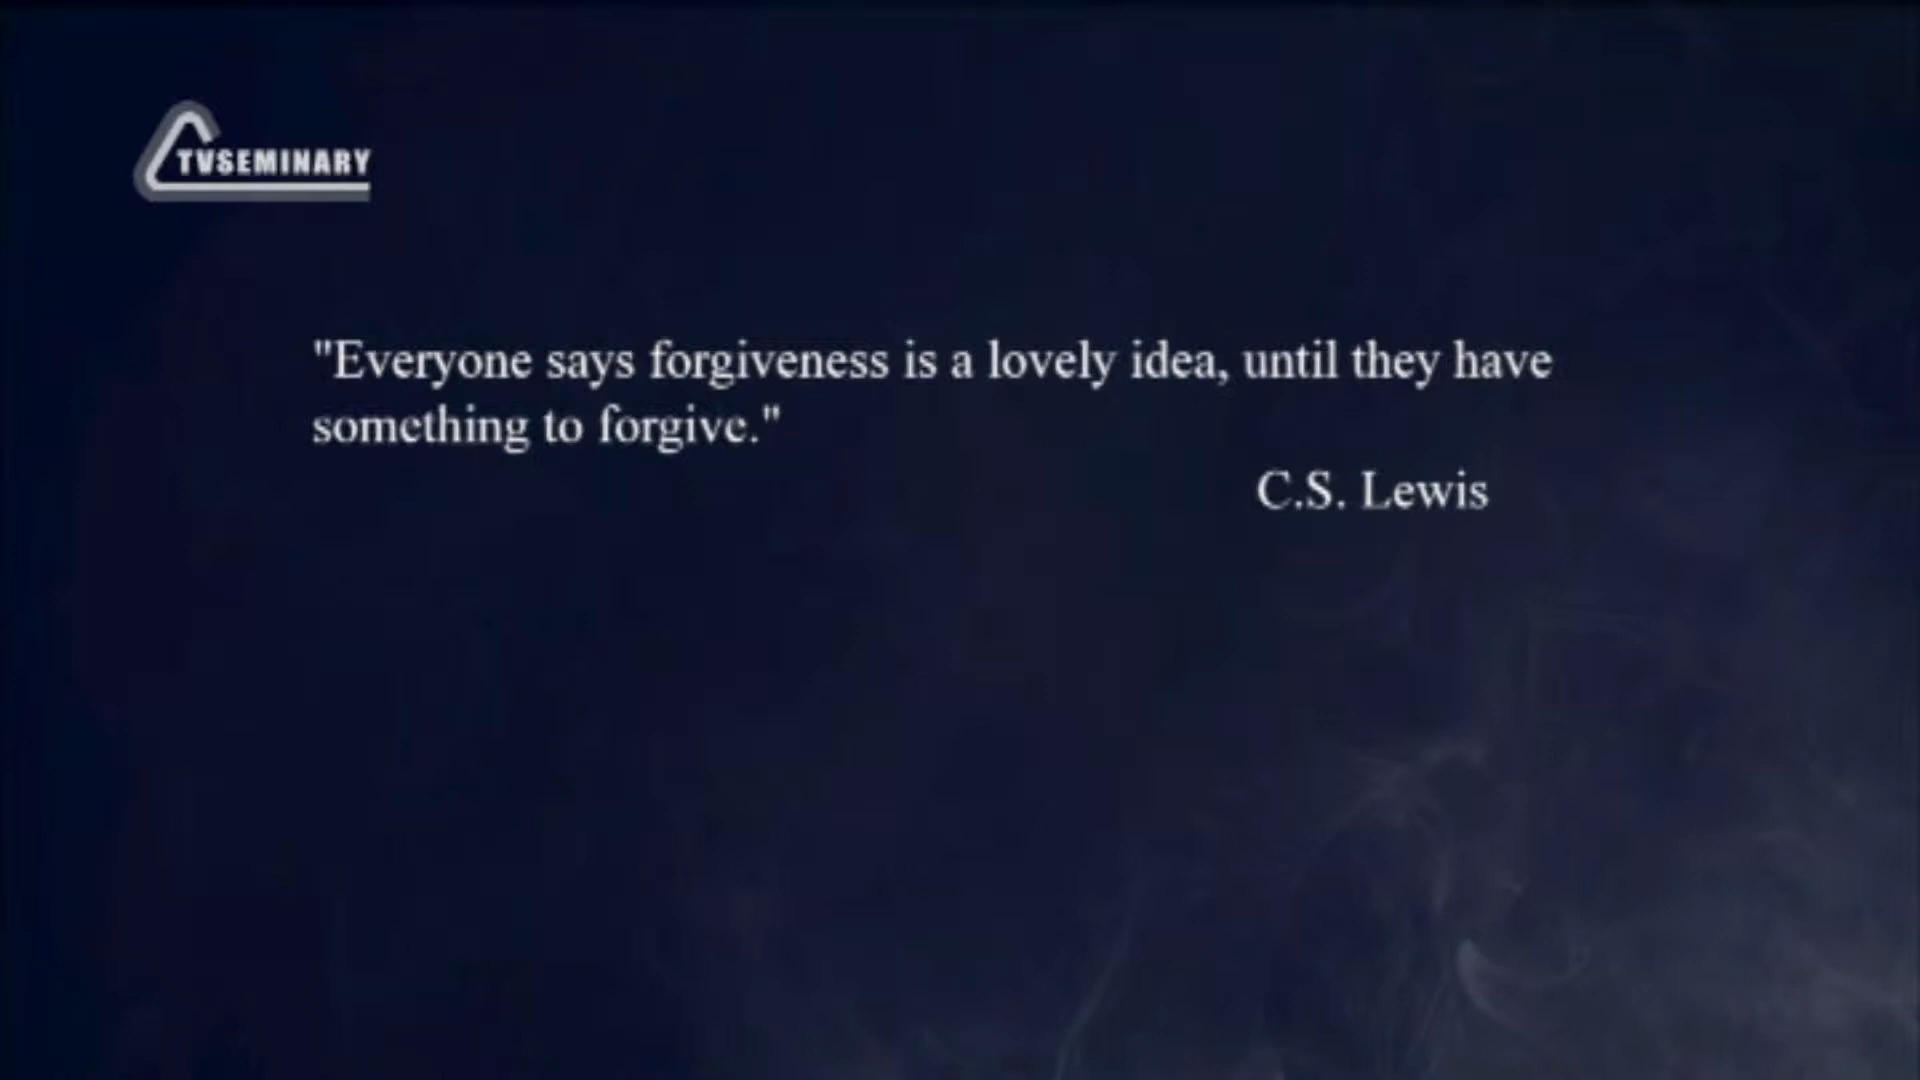 TVSEMINARY
"Everyone says forgiveness is a lovely idea, until they have
something to forgive."
C.S. Lewis